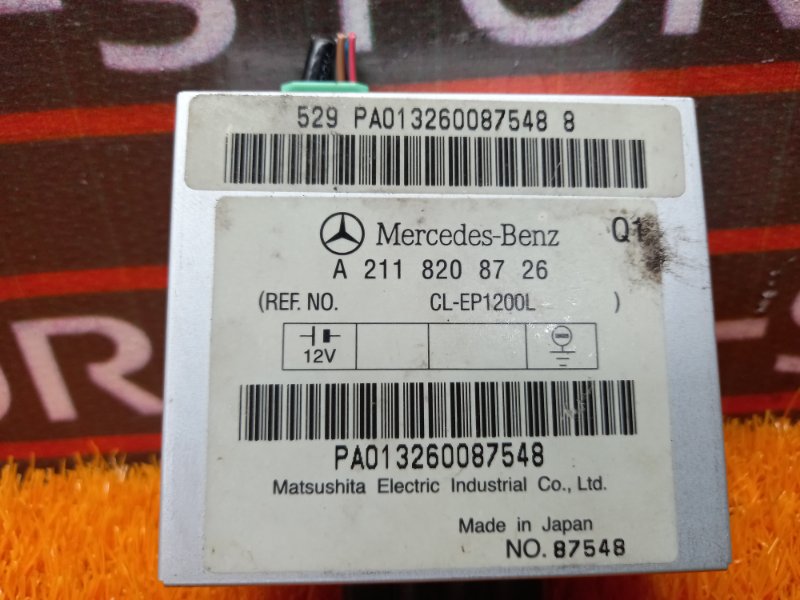 529 PA013260087548 8
Mercedes-Benz Q1
A 211 820 87 26
(REF. NO. CL-EP1200L )
12V
PA013260087548
Matsushita Electric Industrial Co., Ltd.
Made in Japan
NO. 87548